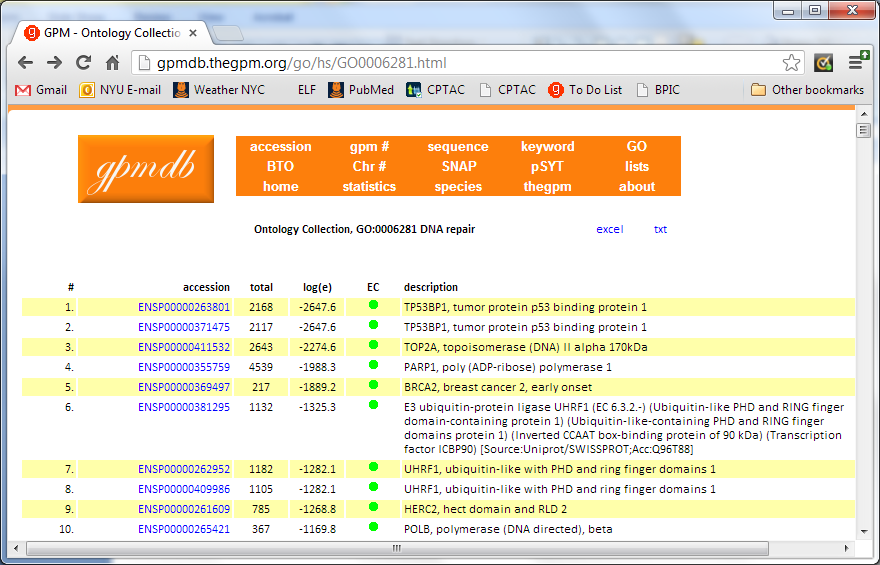 GPM - Ontology Collectio
gpmdb.thegpm.org/go/hs/GO0006281.html
Gmail NYU E-mail Weather NYC ELF PubMed CPTAC CPTAC To Do List BPIC Other bookmarks
gpmdb
accession gpm # sequence keyword GO
BTO Chr # SNAP pSYT lists
home statistics species thegpm about
Ontology Collection, GO:0006281 DNA repair excel txt
# accession total log(e) EC description
1. ENSP00000263801 2168 -2647.6 TP53BP1, tumor protein p53 binding protein 1
2. ENSP00000371475 2117 -2647.6 TP53BP1, tumor protein p53 binding protein 1
3. ENSP00000411532 2643 -2274.6 TOP2A, topoisomerase (DNA) II alpha 170kDa
4. ENSP00000355759 4539 -1988.3 PARP1, poly (ADP-ribose) polymerase 1
5. ENSP00000369497 217 -1889.2 BRCA2, breast cancer 2, early onset
6. ENSP00000381295 1132 -1325.3 E3 ubiquitin-protein ligase UHRF1 (EC 6.3.2.-) (Ubiquitin-like PHD and RING finger
domain-containing protein 1) (Ubiquitin-like-containing PHD and RING finger
domains protein 1) (Inverted CCAAT box-binding protein of 90 kDa) (Transcription
factor ICBP90) [Source:Uniprot/SWISSPROT;Acc:Q96T88]
7. ENSP00000262952 1182 -1282.1 UHRF1, ubiquitin-like with PHD and ring finger domains 1
8. ENSP00000409986 1105 -1282.1 UHRF1, ubiquitin-like with PHD and ring finger domains 1
9. ENSP00000261609 785 -1268.8 HERC2, hect domain and RLD 2
10. ENSP00000265421 367 -1169.8 POLB, polymerase (DNA directed), beta